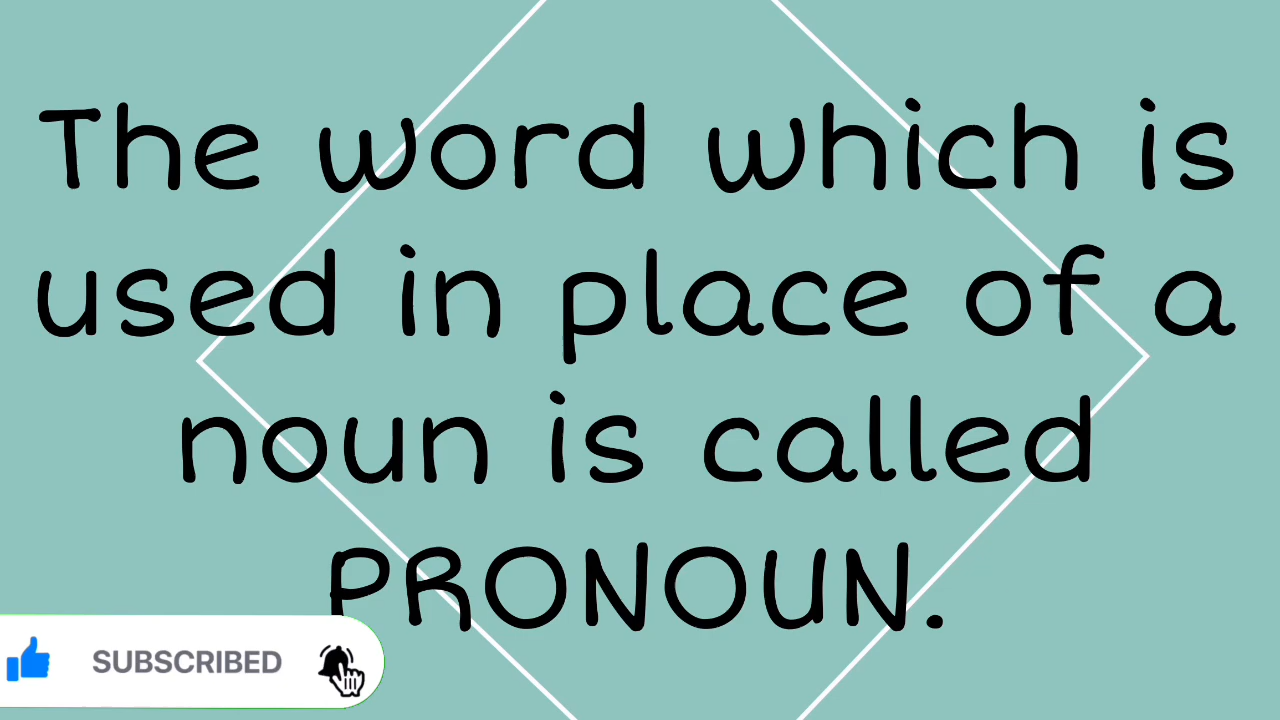 The word which is
used in place of a
noun is called
PRONOUN.
SUBSCRIBED